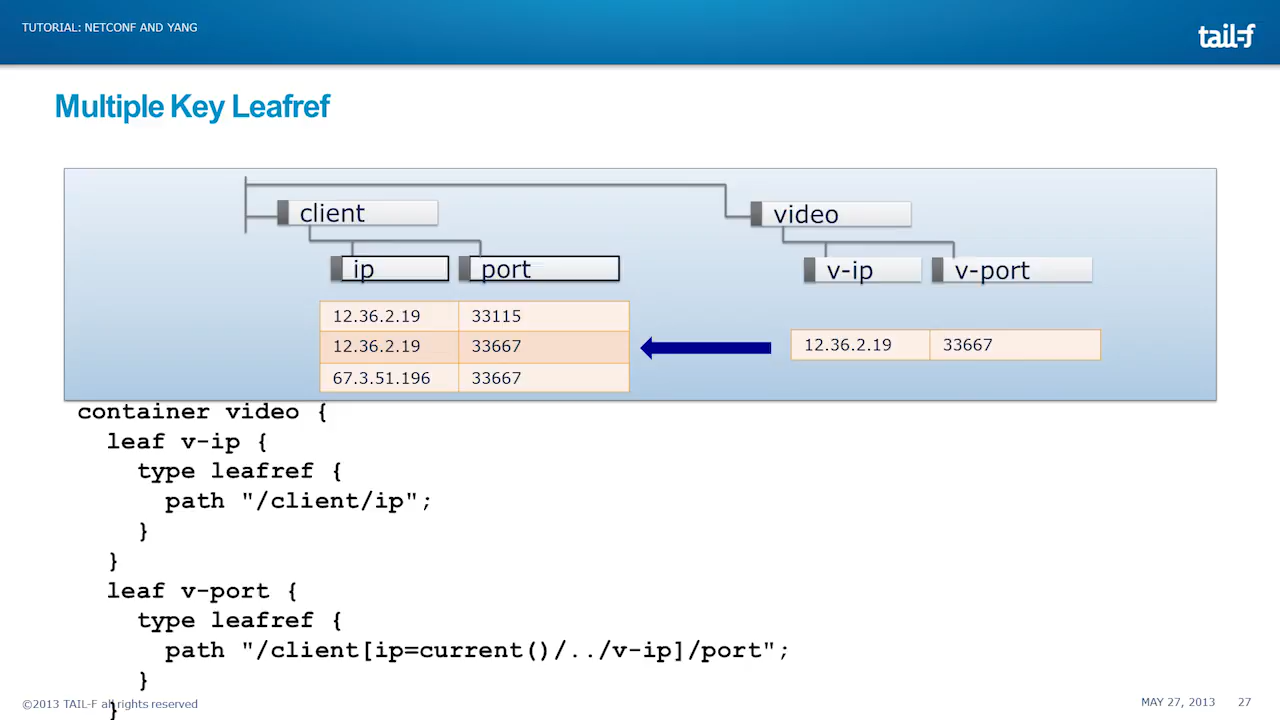 TUTORIAL: NETCONF AND YANG
tail-f
Multiple Key Leafref
client
video
ip
port
v-ip
v-port
12.36.2.19 33115
12.36.2.19 33667
67.3.51.196 33667
12.36.2.19 33667
container video {
  leaf v-ip {
    type leafref {
      path "/client/ip";
    }
  }
  leaf v-port {
    type leafref {
      path "/client[ip=current()/../v-ip]/port";
    }
  }
©2013 TAIL-F all rights reserved
MAY 27, 2013 27